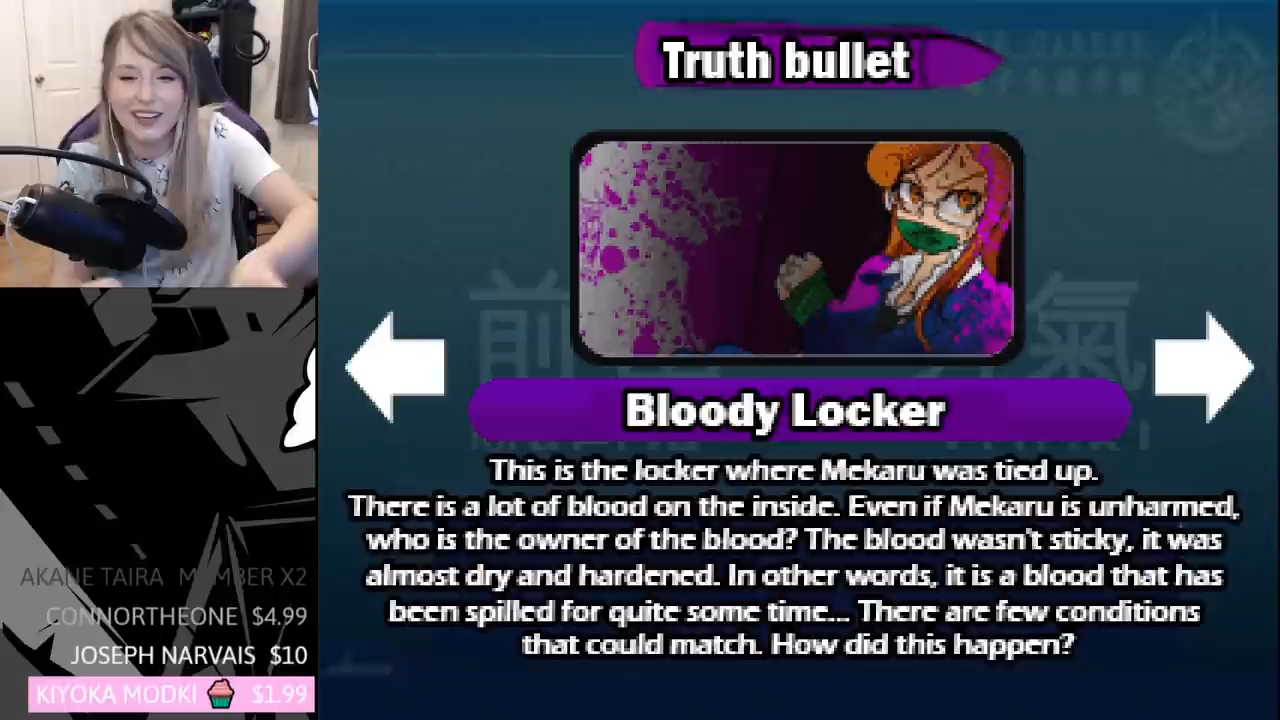 Truth bullet
前
氣
Bloody Locker
This is the locker where Mekaru was tied up.
There is a lot of blood on the inside. Even if Mekaru is unharmed,
who is the owner of the blood? The blood wasn't sticky, it was
almost dry and hardened. In other words, it is a blood that has
been spilled for quite some time... There are few conditions
that could match. How did this happen?
AKANE TAIRA MEMBER X2
CONNORTHEONE $4.99
JOSEPH NARVAIS $10
KIYOKA MODKI $1.99